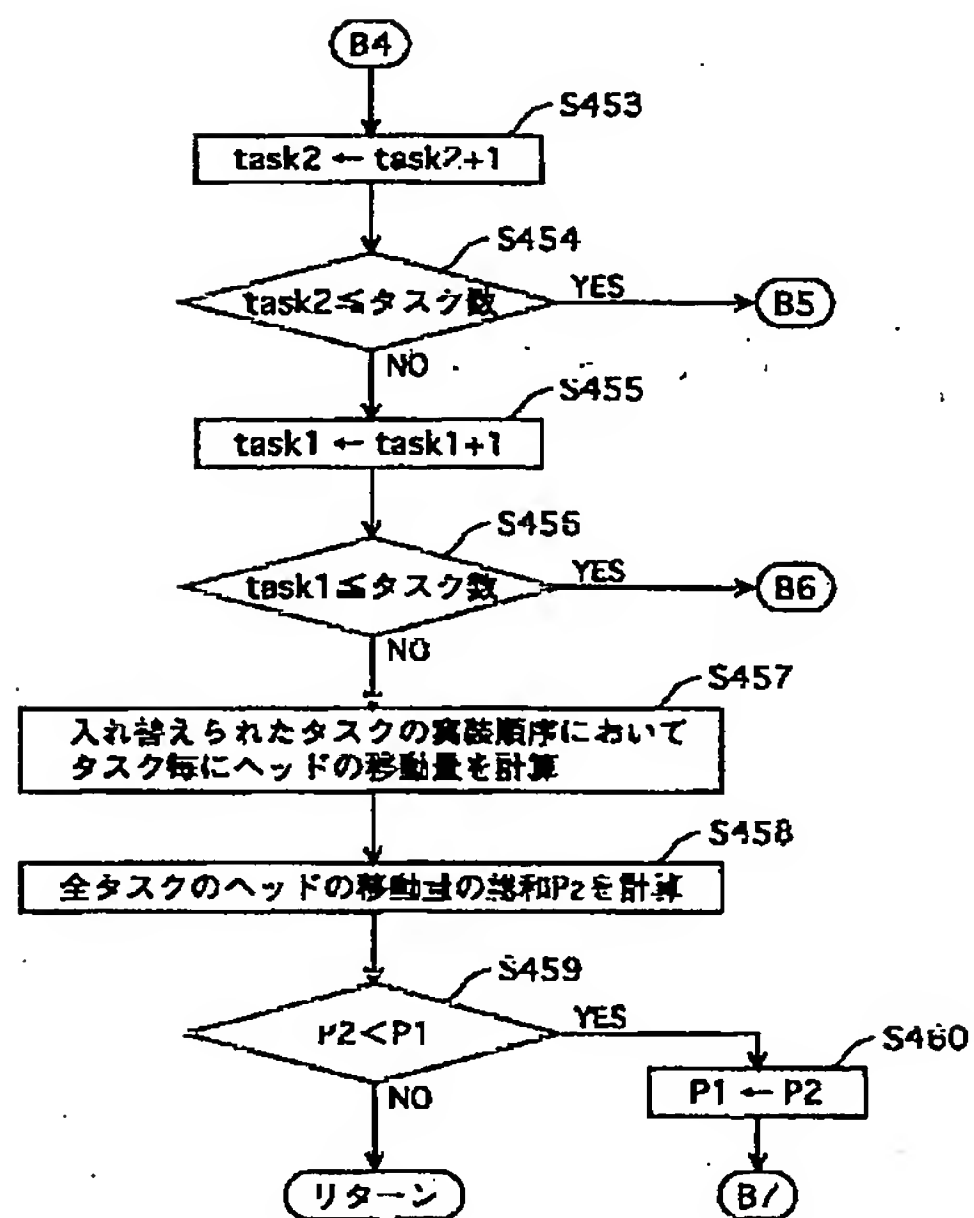 B4
S453
task2 ← task2+1
S454
task2≦タスク数
YES
B5
NO
S455
task1 ← task1+1
S456
task1≦タスク数
YES
B6
NO
S457
入れ替えられたタスクの実装順序において
タスク毎にヘッドの移動量を計算
S458
全タスクのヘッドの移動量の総和P2を計算
S459
P2<P1
YES
S460
P1 ← P2
NO
リターン
B7